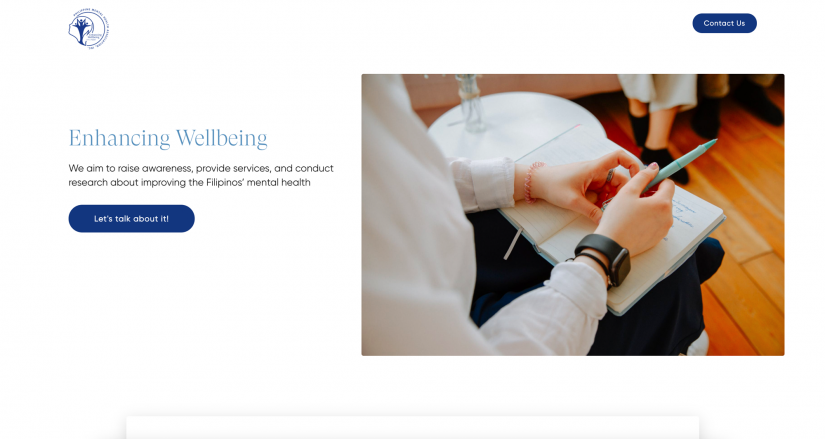 Contact Us
Enhancing Wellbeing
We aim to raise awareness, provide services, and conduct
research about improving the Filipinos' mental health
Let's talk about it!